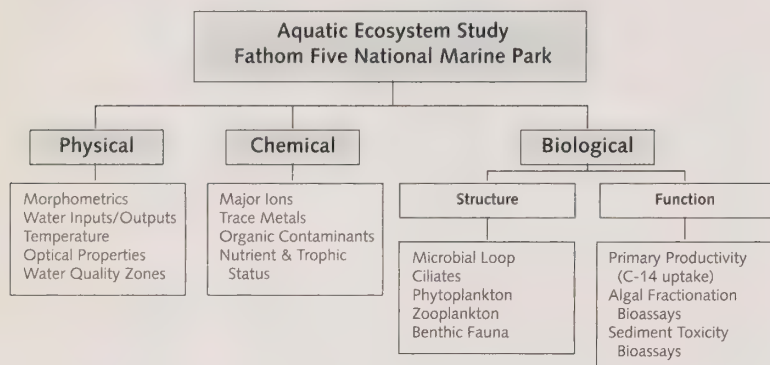 Aquatic Ecosystem Study
Fathom Five National Marine Park
Physical
Morphometrics
Water Inputs/Outputs
Temperature
Optical Properties
Water Quality Zones
Chemical
Major Ions
Trace Metals
Organic Contaminants
Nutrient & Trophic
Status
Biological
Structure
Microbial Loop
Ciliates
Phytoplankton
Zooplankton
Benthic Fauna
Function
Primary Productivity
(C-14 uptake)
Algal Fractionation
Bioassays
Sediment Toxicity
Bioassays